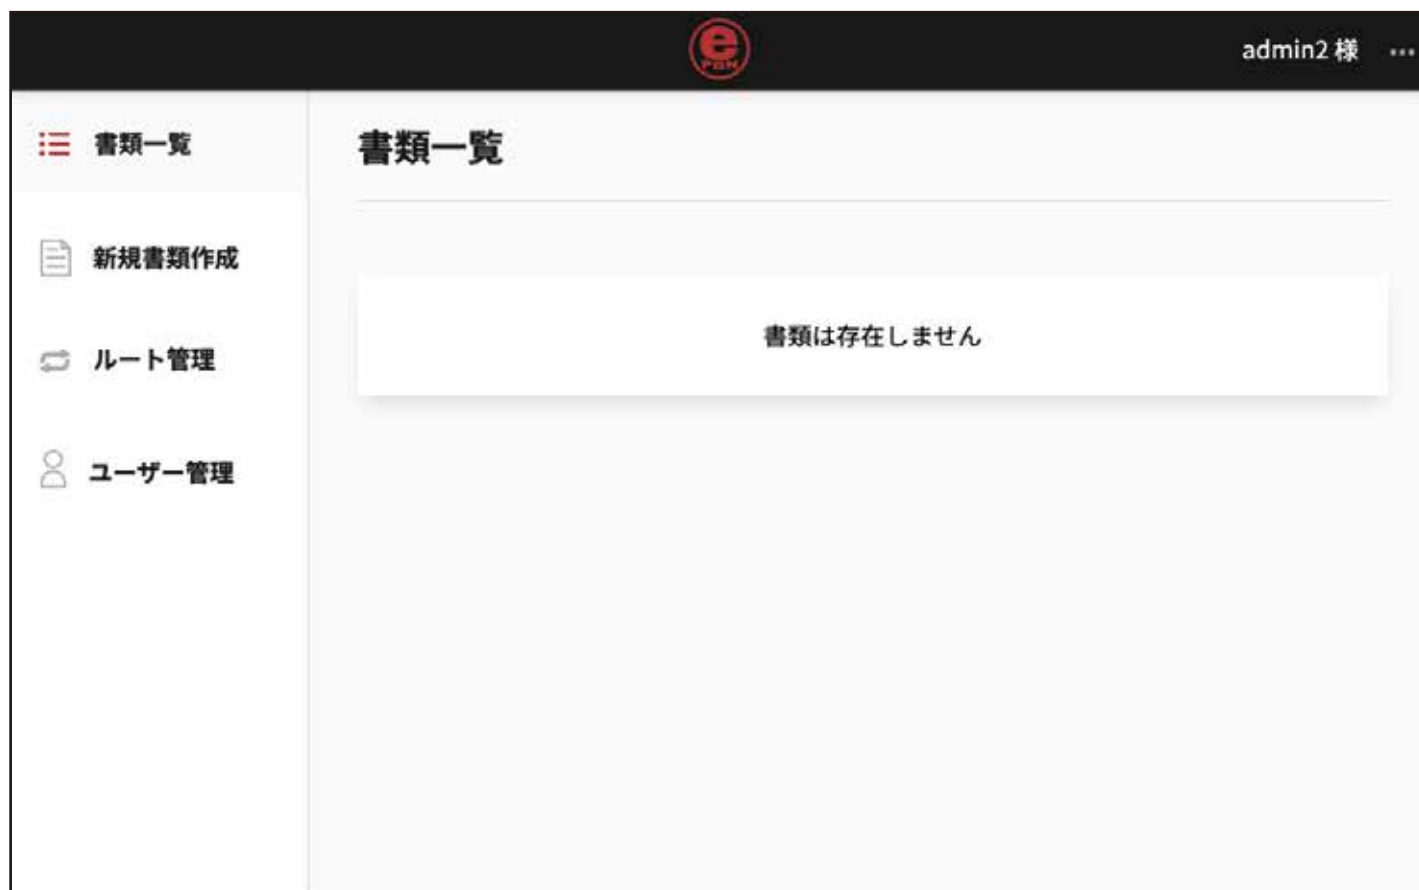 e
admin2 様 ...
書類一覧
新規書類作成
ルート管理
ユーザー管理
書類一覧
書類は存在しません